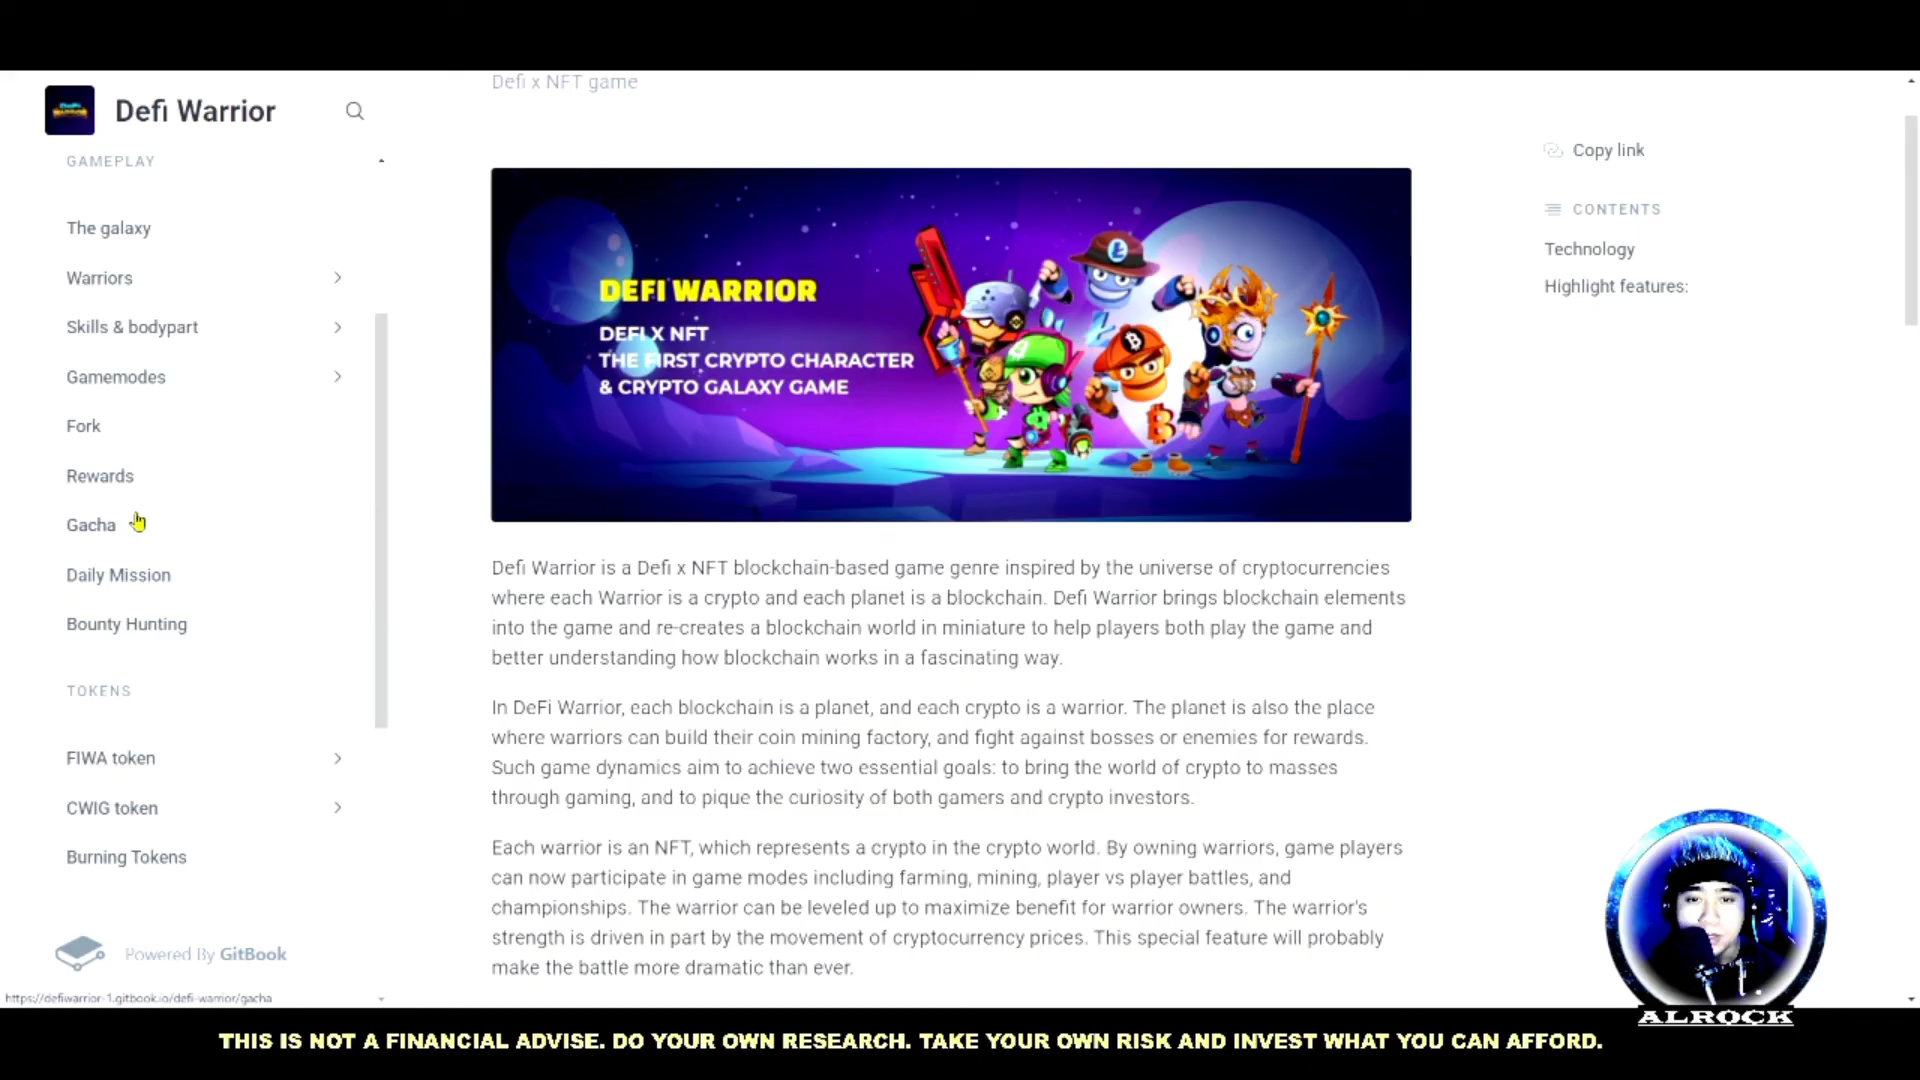 Defi Warrior
GAMEPLAY
The galaxy
Warriors
Skills & bodypart
Gamemodes
Fork
Rewards
Gacha
Daily Mission
Bounty Hunting
TOKENS
FIWA token
CWIG token
Burning Tokens
Powered By GitBook
https://defiwarrior-1.gitbook.io/defi-warrior/gacha
Defi x NFT game
DEFI WARRIOR
DEFI X NFT
THE FIRST CRYPTO CHARACTER
& CRYPTO GALAXY GAME
Defi Warrior is a Defi x NFT blockchain-based game genre inspired by the universe of cryptocurrencies
where each Warrior is a crypto and each planet is a blockchain. Defi Warrior brings blockchain elements
into the game and re-creates a blockchain world in miniature to help players both play the game and
better understanding how blockchain works in a fascinating way.
In DeFi Warrior, each blockchain is a planet, and each crypto is a warrior. The planet is also the place
where warriors can build their coin mining factory, and fight against bosses or enemies for rewards.
Such game dynamics aim to achieve two essential goals: to bring the world of crypto to masses
through gaming, and to pique the curiosity of both gamers and crypto investors.
Each warrior is an NFT, which represents a crypto in the crypto world. By owning warriors, game players
can now participate in game modes including farming, mining, player vs player battles, and
championships. The warrior can be leveled up to maximize benefit for warrior owners. The warrior's
strength is driven in part by the movement of cryptocurrency prices. This special feature will probably
make the battle more dramatic than ever.
Copy link
CONTENTS
Technology
Highlight features:
ALROCK
THIS IS NOT A FINANCIAL ADVISE. DO YOUR OWN RESEARCH. TAKE YOUR OWN RISK AND INVEST WHAT YOU CAN AFFORD.